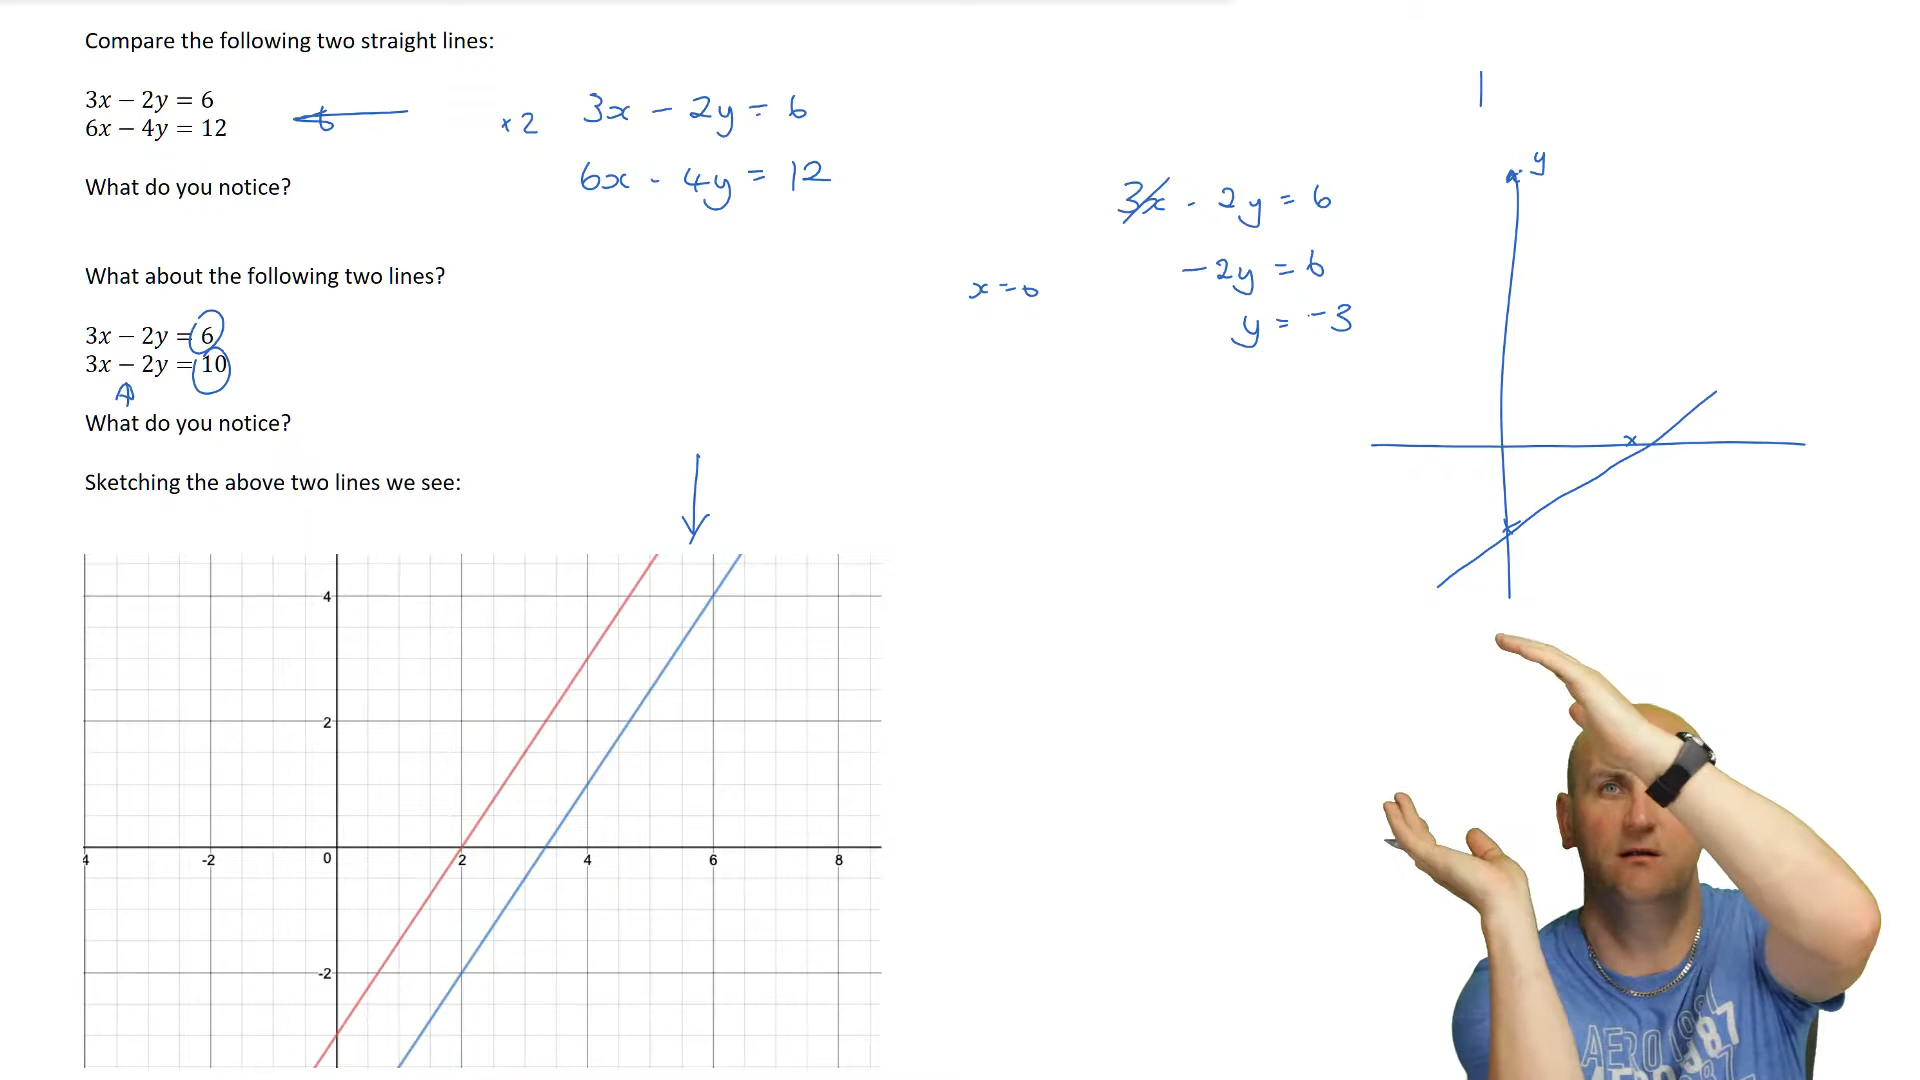 Compare the following two straight lines:
3x − 2y = 6
6x − 4y = 12
×2 3x − 2y = 6
6x - 4y = 12
What do you notice?
What about the following two lines?
3x − 2y = 6
3x − 2y = 10
What do you notice?
Sketching the above two lines we see:
3x - 2y = 6
x = 0
-2y = 6
y = -3
y
4
2
4 -2 0 2 4 6 8
-2
AERO
87